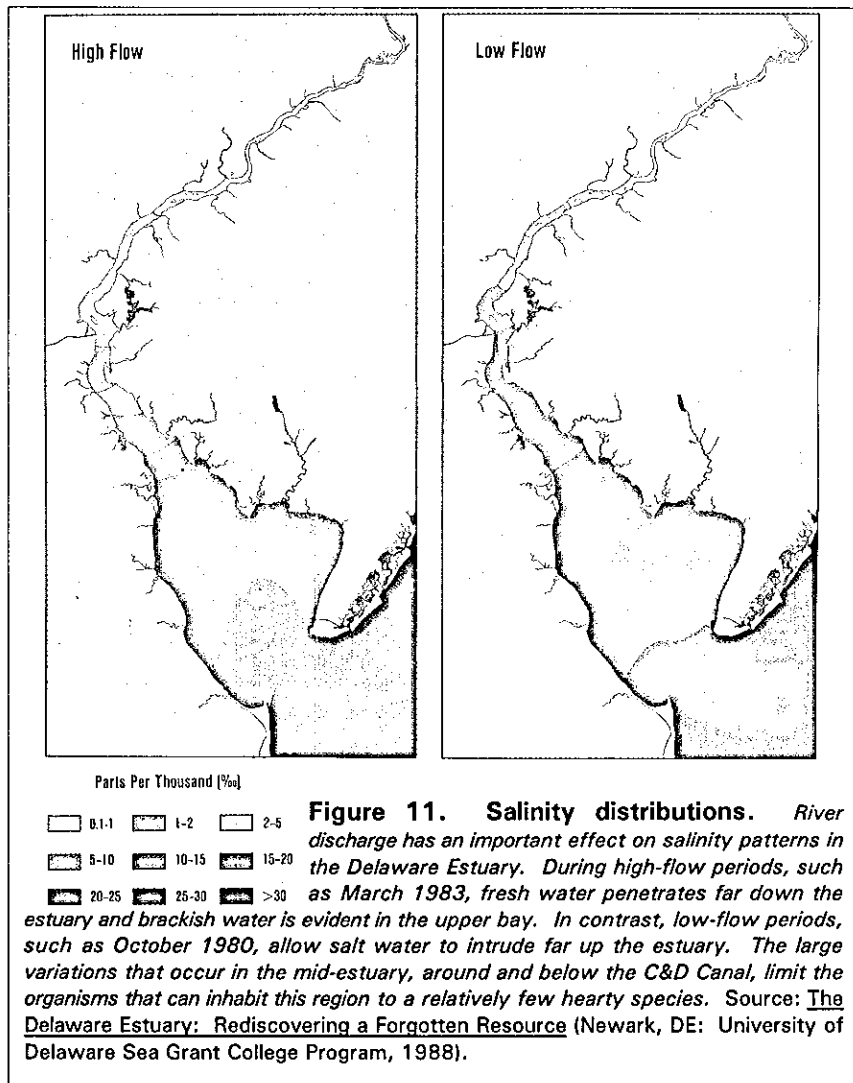 High Flow
Low Flow
Parts Per Thousand [‰]
0.1-1 1-2 2-5
5-10 10-15 15-20
20-25 25-30 >30
Figure 11. Salinity distributions. River
discharge has an important effect on salinity patterns in
the Delaware Estuary. During high-flow periods, such
as March 1983, fresh water penetrates far down the
estuary and brackish water is evident in the upper bay. In contrast, low-flow periods,
such as October 1980, allow salt water to intrude far up the estuary. The large
variations that occur in the mid-estuary, around and below the C&D Canal, limit the
organisms that can inhabit this region to a relatively few hearty species. Source: The
Delaware Estuary: Rediscovering a Forgotten Resource (Newark, DE: University of
Delaware Sea Grant College Program, 1988).